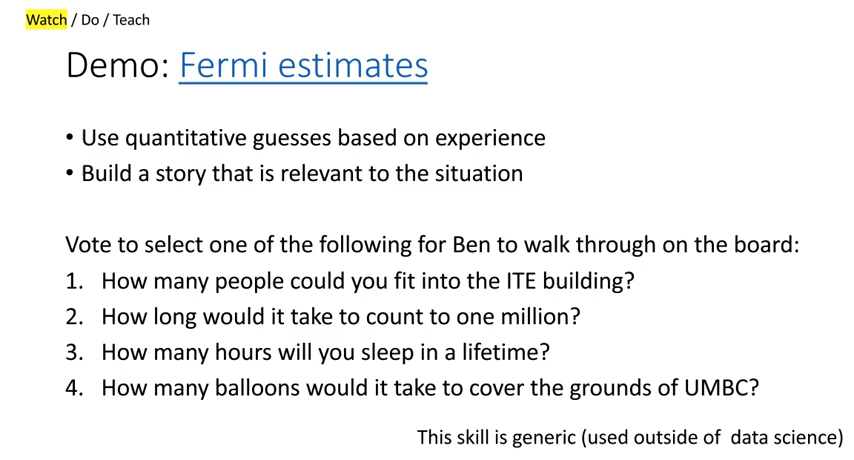 Watch / Do / Teach
Demo: Fermi estimates
• Use quantitative guesses based on experience
• Build a story that is relevant to the situation
Vote to select one of the following for Ben to walk through on the board:
1. How many people could you fit into the ITE building?
2. How long would it take to count to one million?
3. How many hours will you sleep in a lifetime?
4. How many balloons would it take to cover the grounds of UMBC?
This skill is generic (used outside of  data science)